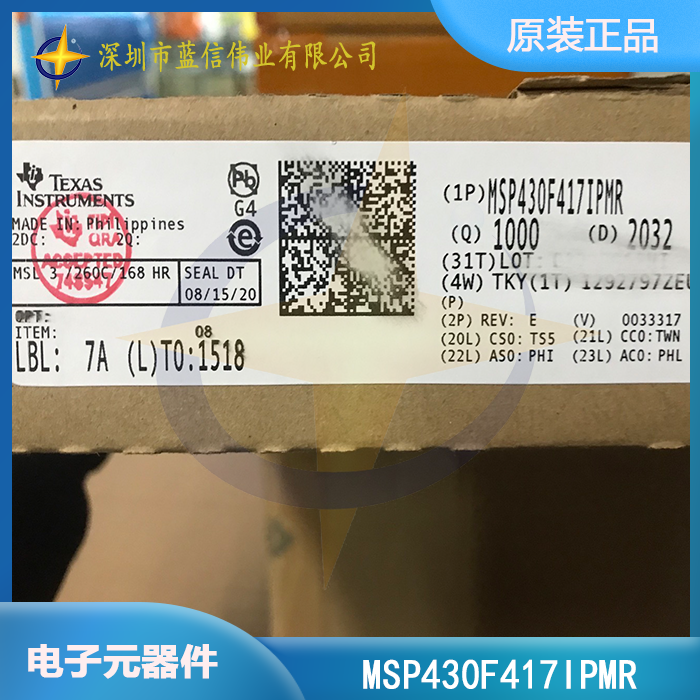 深圳市蓝信伟业有限公司
原装正品
TEXAS
INSTRUMENTS
MADE IN: Philippines
2DC: 2Q:
MSL 3 /260C/168 HR
SEAL DT
08/15/20
OPT:
ITEM: 08
LBL: 7A (L)TO:1518
Pb
G4
e
ACCEPTED
(1P) MSP430F417IPMR
(Q) 1000 (D) 2032
(31T)LOT:
(4W) TKY(1T) 1292797ZE
(P)
(2P) REV: E (V) 0033317
(20L) CSO: TS5 (21L) CCO:TWN
(22L) ASO: PHI (23L) ACO: PHL
电子元器件
MSP430F417IPMR